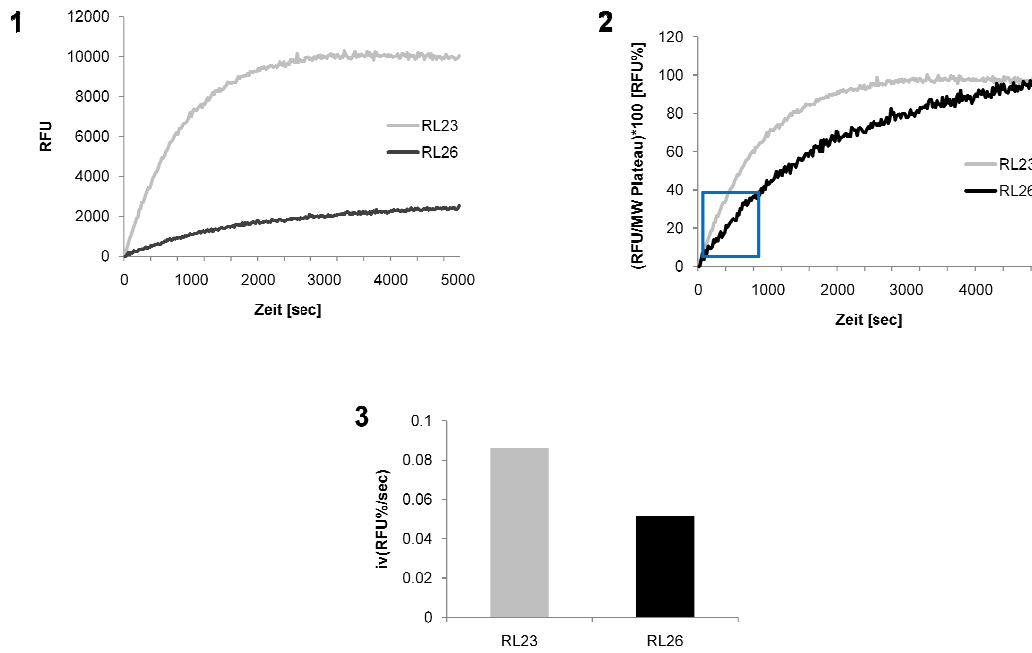 1
RFU
12000
10000
8000
6000
4000
2000
0
0 1000 2000 3000 4000 5000
Zeit [sec]
RL23
RL26
2
(RFU/MW Plateau)*100 [RFU%]
120
100
80
60
40
20
0
0 1000 2000 3000 4000
Zeit [sec]
RL23
RL26
3
iv(RFU%/sec)
0.1
0.08
0.06
0.04
0.02
0
RL23 RL26